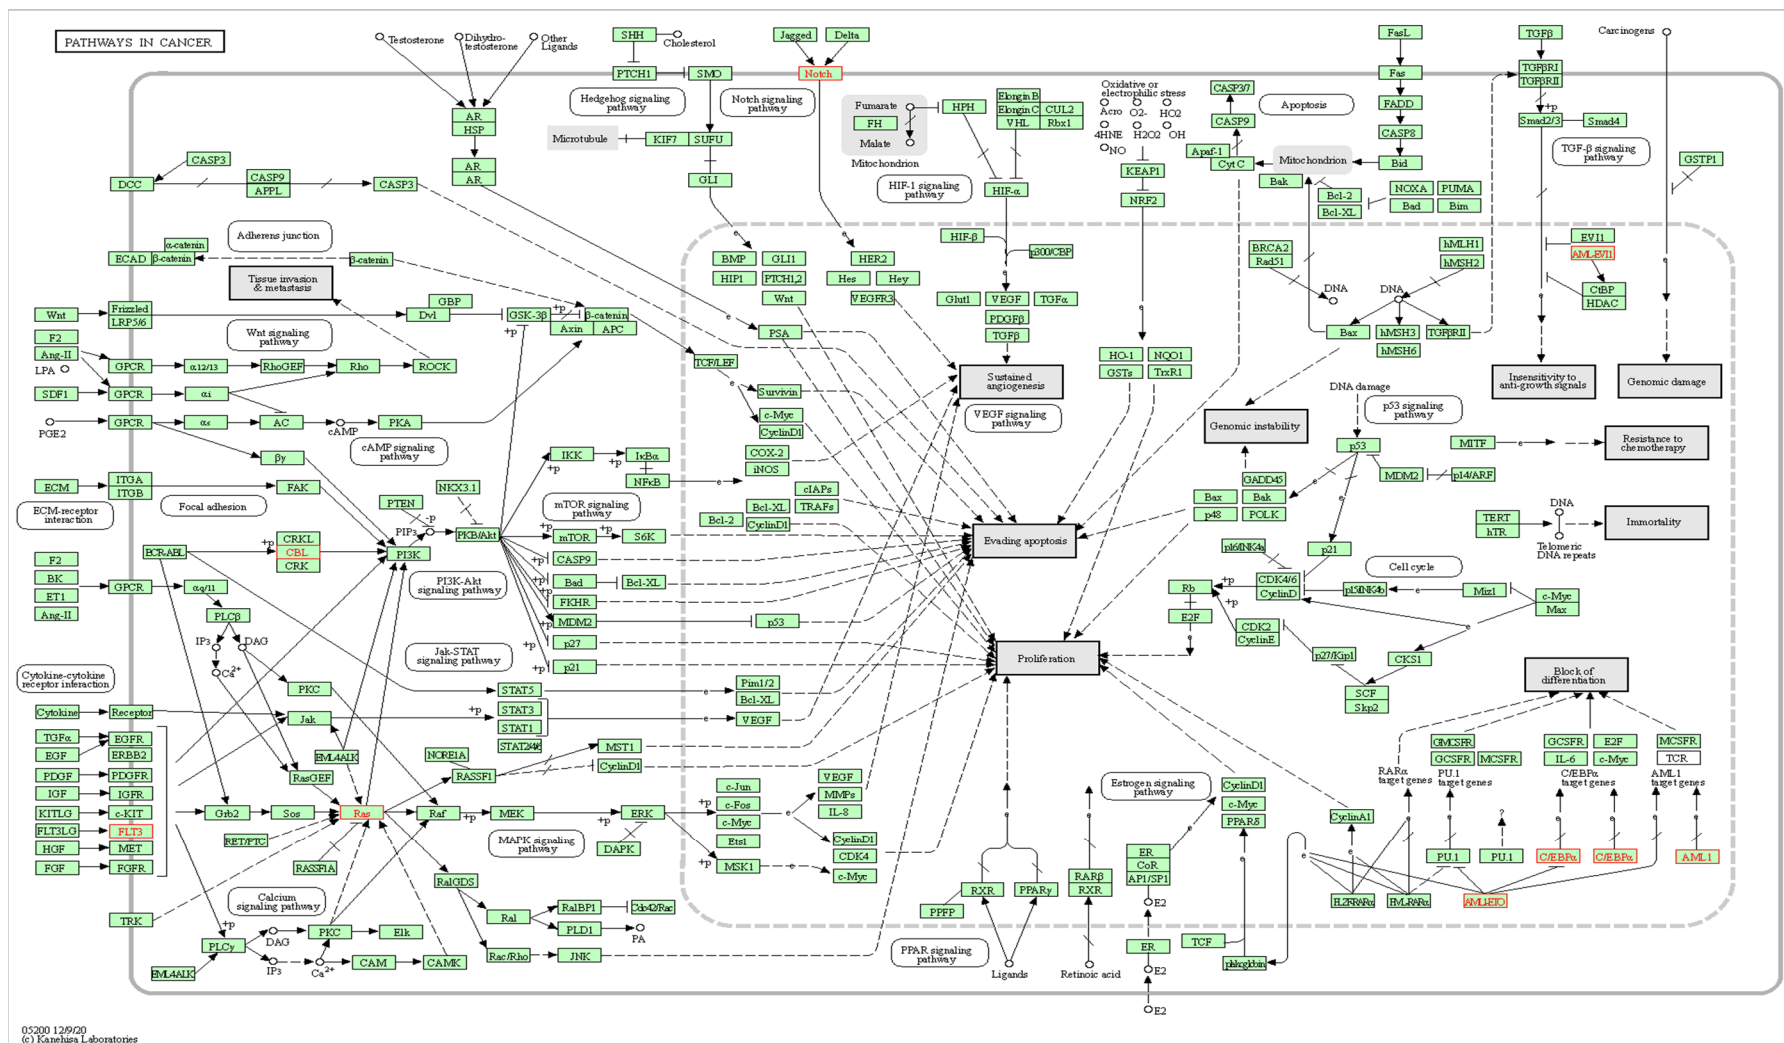 PATHWAYS IN CANCER
Testosterone
Dihydro-
testosterone
Other
Ligands
SHH
Cholesterol
Jagged
Delta
FasL
TGFβ
Carcinogens
PTCH1
SMO
Notch
Hedgehog signaling
pathway
Notch signaling
pathway
Oxidative or
electrophilic stress
Acro
O2-
HO2
4HNE
H2O2
OH
NO
CASP3/7
CASP9
Apoptosis
Fas
FADD
CASP8
Bid
TGFβRI
TGFβRII
+p
Smad2/3
Smad4
TGF-β signaling
pathway
GSTP1
AR
HSP
AR
AR
Microtubule
KIF7
SUFU
GLI
Fumarate
FH
Malate
Mitochondrion
HPH
Elongin B
Elongin C
CUL2
VHL
Rbx1
HIF-1 signaling
pathway
HIF-α
KEAP1
NRF2
Apaf-1
Cyt C
Mitochondrion
Bak
Bcl-2
Bcl-XL
NOXA
PUMA
Bad
Bim
CASP3
DCC
CASP9
APPL
CASP3
Adherens junction
α-catenin
ECAD
β-catenin
β-catenin
Tissue invasion
& metastasis
BMP
GLI1
HIP1
PTCH1,2
Wnt
HER2
Hes
Hey
VEGFR3
HIF-β
p300/CBP
Glut1
VEGF
TGFα
PDGFβ
TGFβ
BRCA2
Rad51
DNA
hMLH1
hMSH2
DNA
Bax
hMSH3
TGFβRII
hMSH6
EVI1
AML-EVI1
CtBP
HDAC
Wnt
Frizzled
LRP5/6
Wnt signaling
pathway
Dvl
GBP
GSK-3β
+p
β-catenin
Axin
APC
+p
PSA
TCF/LEF
HO-1
NQO1
GSTs
TrxR1
F2
Ang-II
LPA
GPCR
α12/13
RhoGEF
Rho
ROCK
SDF1
GPCR
αi
PGE2
GPCR
αs
AC
cAMP
PKA
cAMP signaling
pathway
Survivin
c-Myc
CyclinD1
COX-2
iNOS
Sustained
angiogenesis
VEGF signaling
pathway
Insensitivity to
anti-growth signals
Genomic damage
DNA damage
p53 signaling
pathway
Genomic instability
p53
MITF
e
Resistance to
chemotherapy
βγ
ECM
ITGA
ITGB
FAK
ECM-receptor
interaction
Focal adhesion
PTEN
PIP3
-p
NKX3.1
PKB/Akt
+p
IKK
+p
IκBα
NFκB
e
mTOR signaling
pathway
mTOR
+p
S6K
cIAPs
Bcl-XL
TRAFs
Bcl-2
CyclinD1
Evading apoptosis
GADD45
Bax
Bak
p48
POLK
MDM2
p14/ARF
TERT
hTR
DNA
Telomeric
DNA repeats
Immortality
BCR-ABL
+p
CRKL
CBL
CRK
PI3K
PI3K-Akt
signaling pathway
CASP9
Bad
Bcl-XL
FKHR
MDM2
p53
p27
p21
F2
BK
ET1
Ang-II
GPCR
αq/11
PLCβ
IP3
DAG
Ca2+
Jak-STAT
signaling pathway
Proliferation
p16/INK4a
p21
CDK4/6
CyclinD
p15/INK4b
e
Miz1
c-Myc
Max
Cell cycle
Rb
+p
E2F
CDK2
CyclinE
+p
p27/Kip1
CKS1
SCF
Skp2
Block of
differentiation
Cytokine-cytokine
receptor interaction
Cytokine
Receptor
PKC
Jak
+p
STAT5
STAT3
STAT1
STAT2/4/6
e
Pim1/2
Bcl-XL
VEGF
TGFα
EGFR
EGF
ERBB2
PDGF
PDGFR
IGF
IGFR
KITLG
c-KIT
FLT3LG
FLT3
HGF
MET
FGF
FGFR
EML4-ALK
RasGEF
NORE1A
RASSF1
MST1
CyclinD1
Grb2
Sos
Ras
Raf
+p
MEK
+p
ERK
DAPK
MAPK signaling
pathway
RET/PTC
RASSF1A
TRK
+p
c-Jun
c-Fos
c-Myc
Ets1
MSK1
e
VEGF
MMPs
IL-8
CyclinD1
CDK4
c-Myc
Calcium
signaling pathway
PLCγ
EML4-ALK
DAG
IP3
Ca2+
PKC
Elk
CAM
CAMK
RalGDS
Ral
RalBP1
Cdc42/Rac
PLD1
PA
Rac/Rho
JNK
Estrogen signaling
pathway
RXR
PPARγ
PPFP
PPAR signaling
pathway
Ligands
RARβ
RXR
Retinoic acid
ER
CoR
AP1/SP1
E2
ER
E2
E2
CyclinD1
c-Myc
PPARδ
TCF
plakoglobin
CyclinA1
GMCSFR
GCSFR
MCSFR
RARα
target genes
PU.1
target genes
GCSFR
E2F
IL-6
c-Myc
C/EBPα
target genes
MCSFR
TCR
AML1
target genes
?
PU.1
PU.1
C/EBPα
C/EBPα
AML1
PLZF-RARα
PML-RARα
AML1-ETO
05200 12/9/20
(c) Kanehisa Laboratories